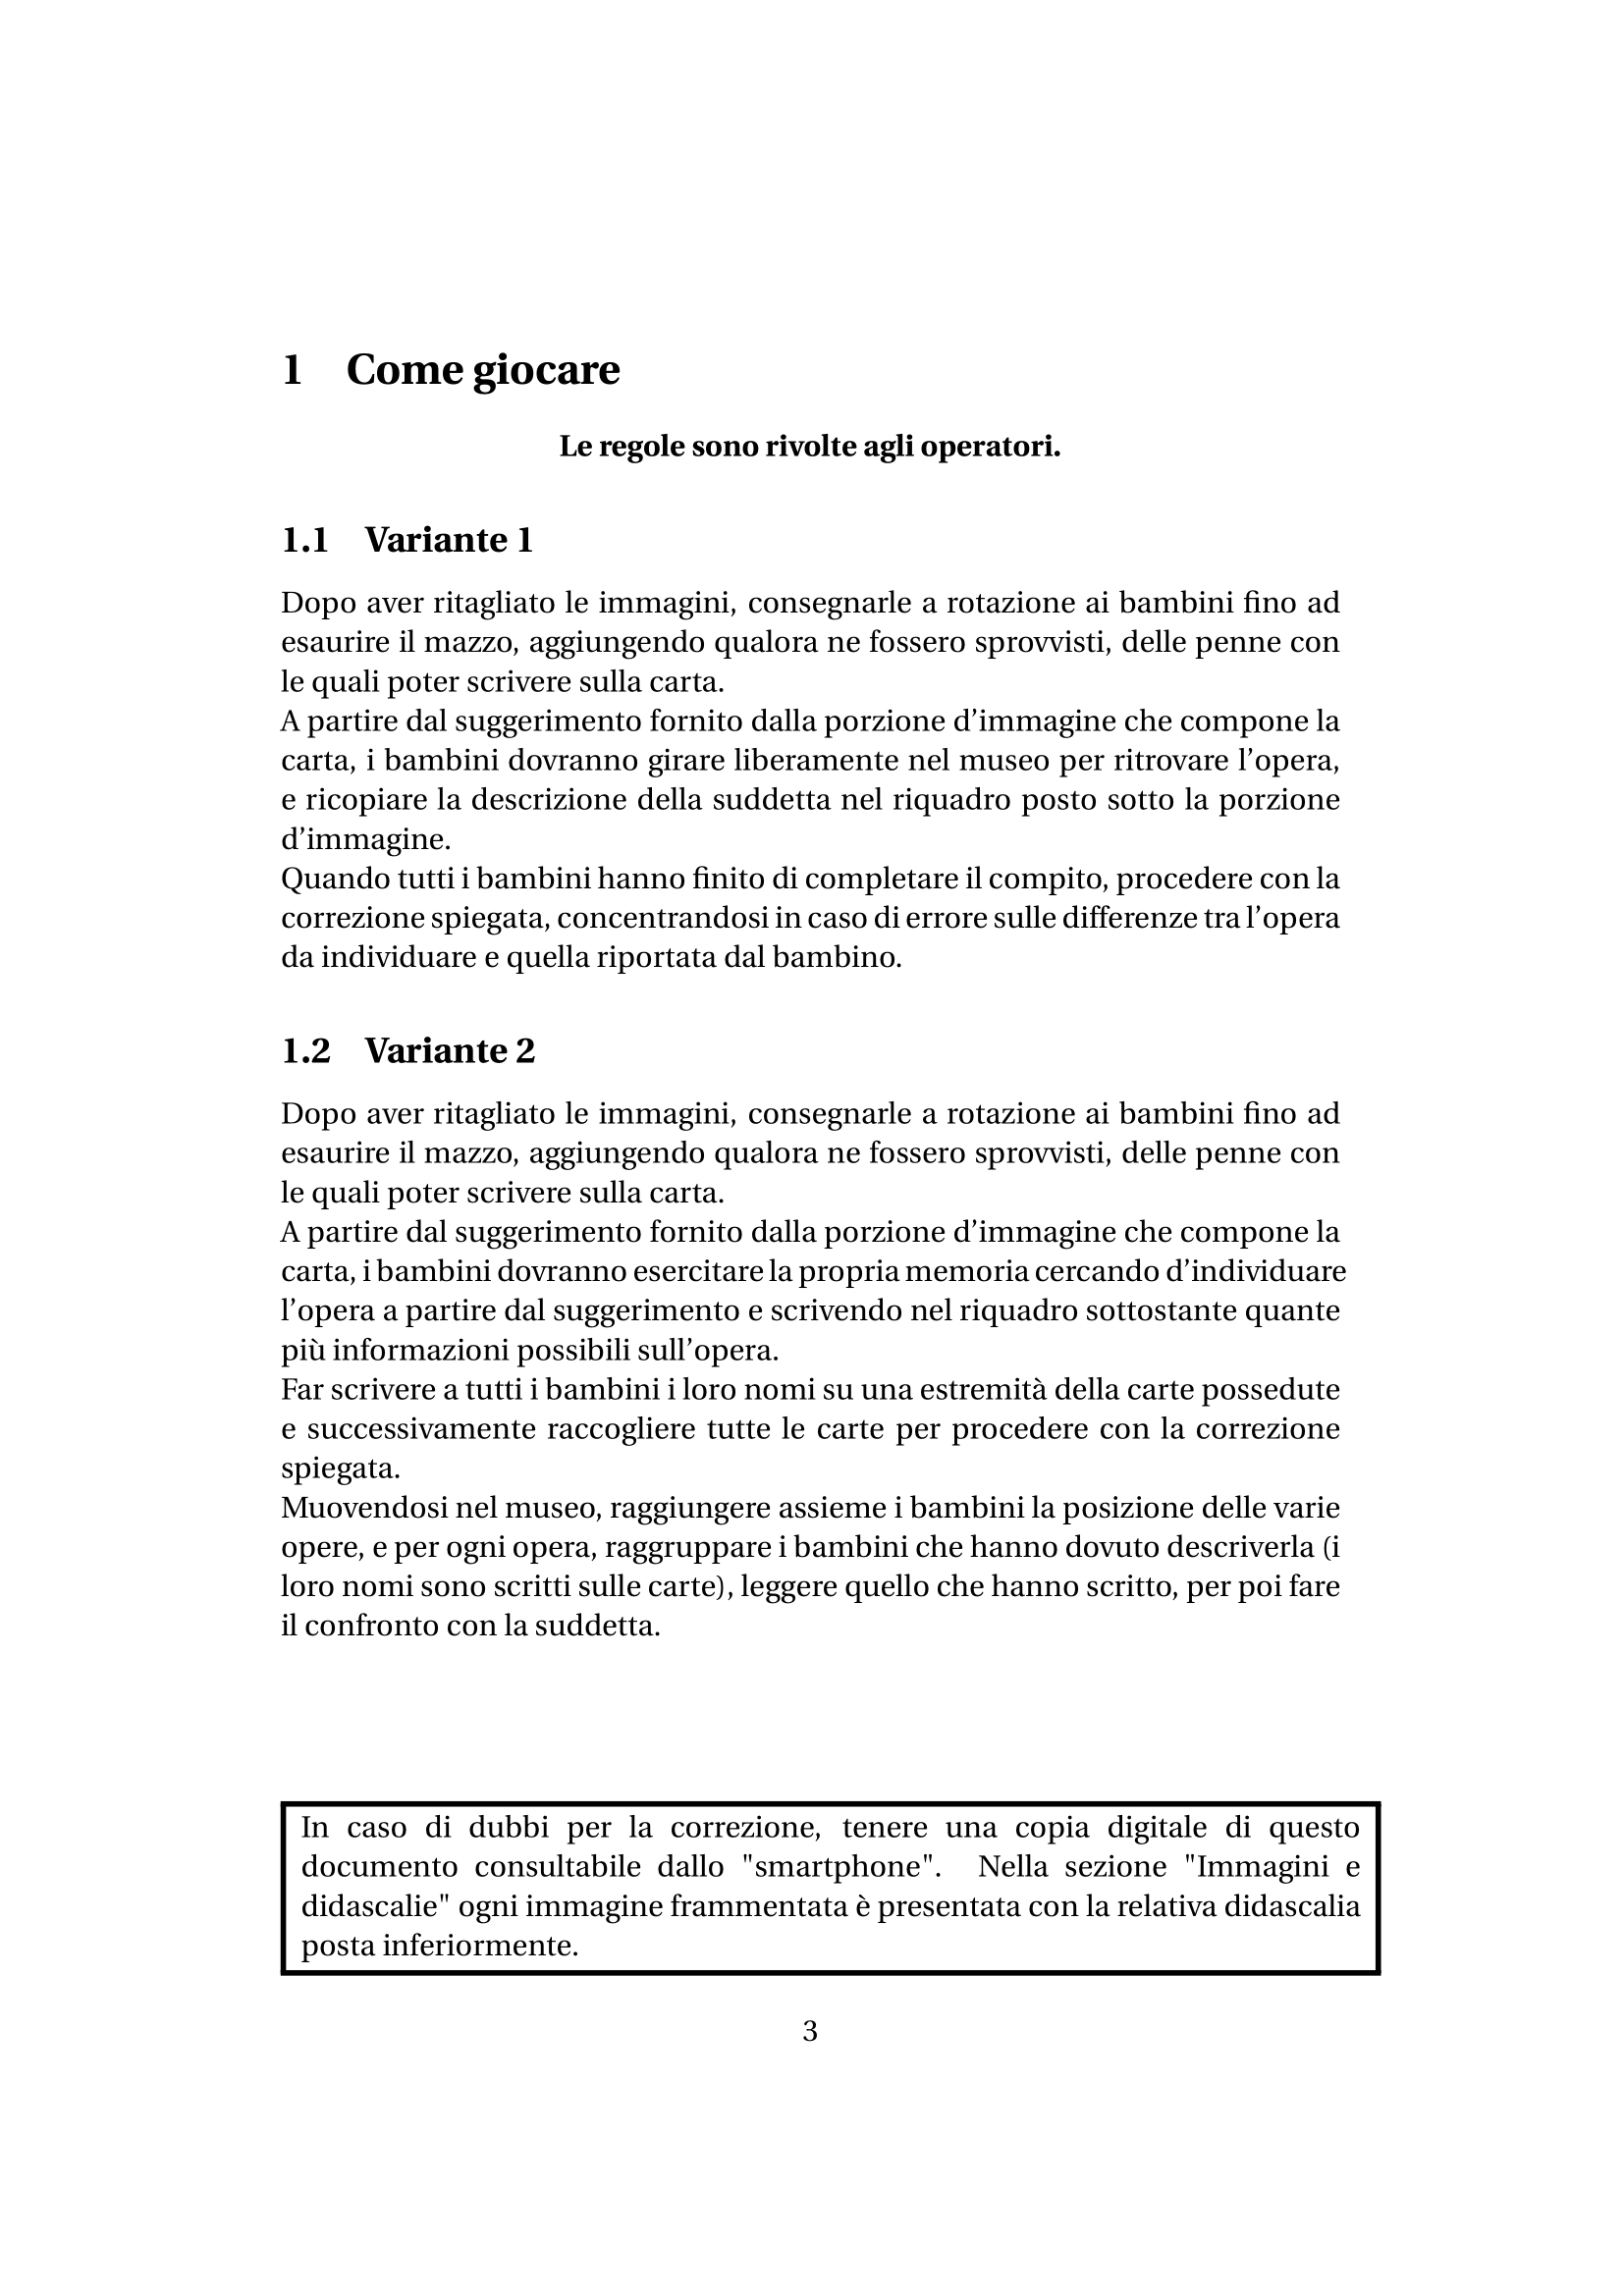 1 Come giocare
Le regole sono rivolte agli operatori.
1.1 Variante 1
Dopo aver ritagliato le immagini, consegnarle a rotazione ai bambini fino ad
esaurire il mazzo, aggiungendo qualora ne fossero sprovvisti, delle penne con
le quali poter scrivere sulla carta.
A partire dal suggerimento fornito dalla porzione d'immagine che compone la
carta, i bambini dovranno girare liberamente nel museo per ritrovare l'opera,
e ricopiare la descrizione della suddetta nel riquadro posto sotto la porzione
d'immagine.
Quando tutti i bambini hanno finito di completare il compito, procedere con la
correzione spiegata, concentrandosi in caso di errore sulle differenze tra l'opera
da individuare e quella riportata dal bambino.
1.2 Variante 2
Dopo aver ritagliato le immagini, consegnarle a rotazione ai bambini fino ad
esaurire il mazzo, aggiungendo qualora ne fossero sprovvisti, delle penne con
le quali poter scrivere sulla carta.
A partire dal suggerimento fornito dalla porzione d'immagine che compone la
carta, i bambini dovranno esercitare la propria memoria cercando d'individuare
l'opera a partire dal suggerimento e scrivendo nel riquadro sottostante quante
più informazioni possibili sull'opera.
Far scrivere a tutti i bambini i loro nomi su una estremità della carte possedute
e successivamente raccogliere tutte le carte per procedere con la correzione
spiegata.
Muovendosi nel museo, raggiungere assieme i bambini la posizione delle varie
opere, e per ogni opera, raggruppare i bambini che hanno dovuto descriverla (i
loro nomi sono scritti sulle carte), leggere quello che hanno scritto, per poi fare
il confronto con la suddetta.
In caso di dubbi per la correzione, tenere una copia digitale di questo
documento consultabile dallo "smartphone". Nella sezione "Immagini e
didascalie" ogni immagine frammentata è presentata con la relativa didascalia
posta inferiormente.
3